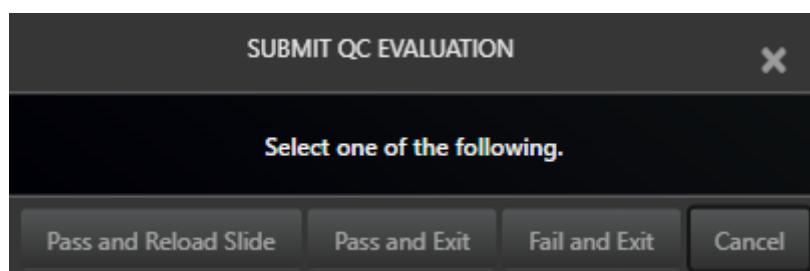 SUBMIT QC EVALUATION
Select one of the following.
Pass and Reload Slide Pass and Exit Fail and Exit Cancel